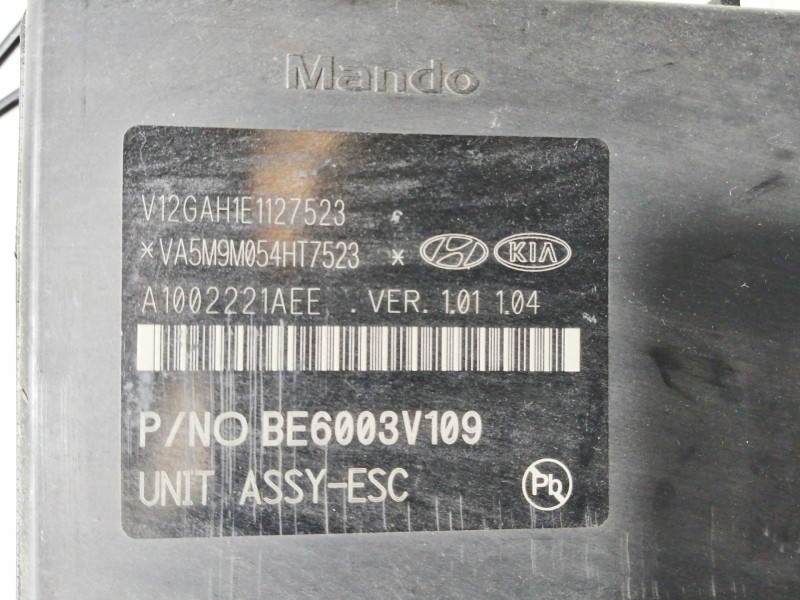 Mando
V12GAH1E1127523
*VA5M9M054HT7523 * KIA
A1002221AEE . VER. 1.01 1.04
P/NO BE6003V109
UNIT ASSY-ESC
Pb